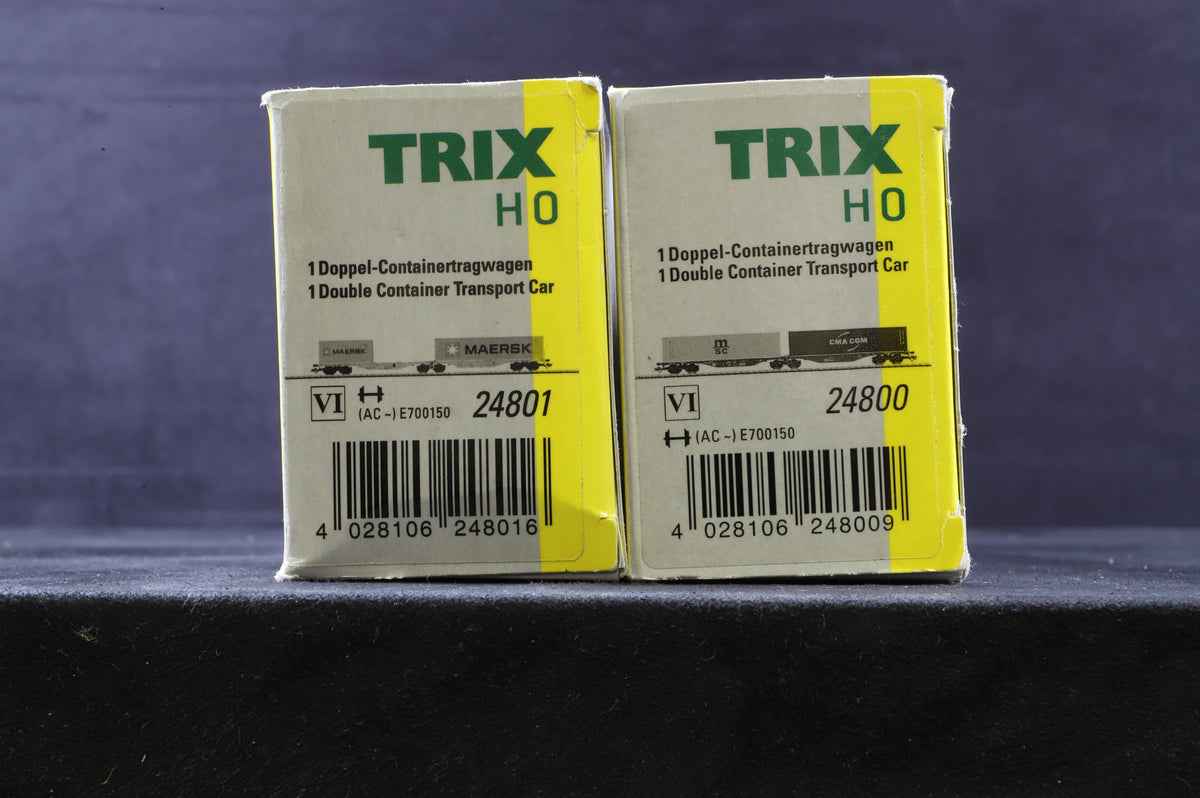 TRIX
HO
1 Doppel-Containertragwagen
1 Double Container Transport Car
MAERSK
MAERSK
VI
(AC ~) E700150
24801
4 028106 248016
TRIX
HO
1 Doppel-Containertragwagen
1 Double Container Transport Car
m
sc
CMA CGM
VI
24800
(AC ~) E700150
4 028106 248009